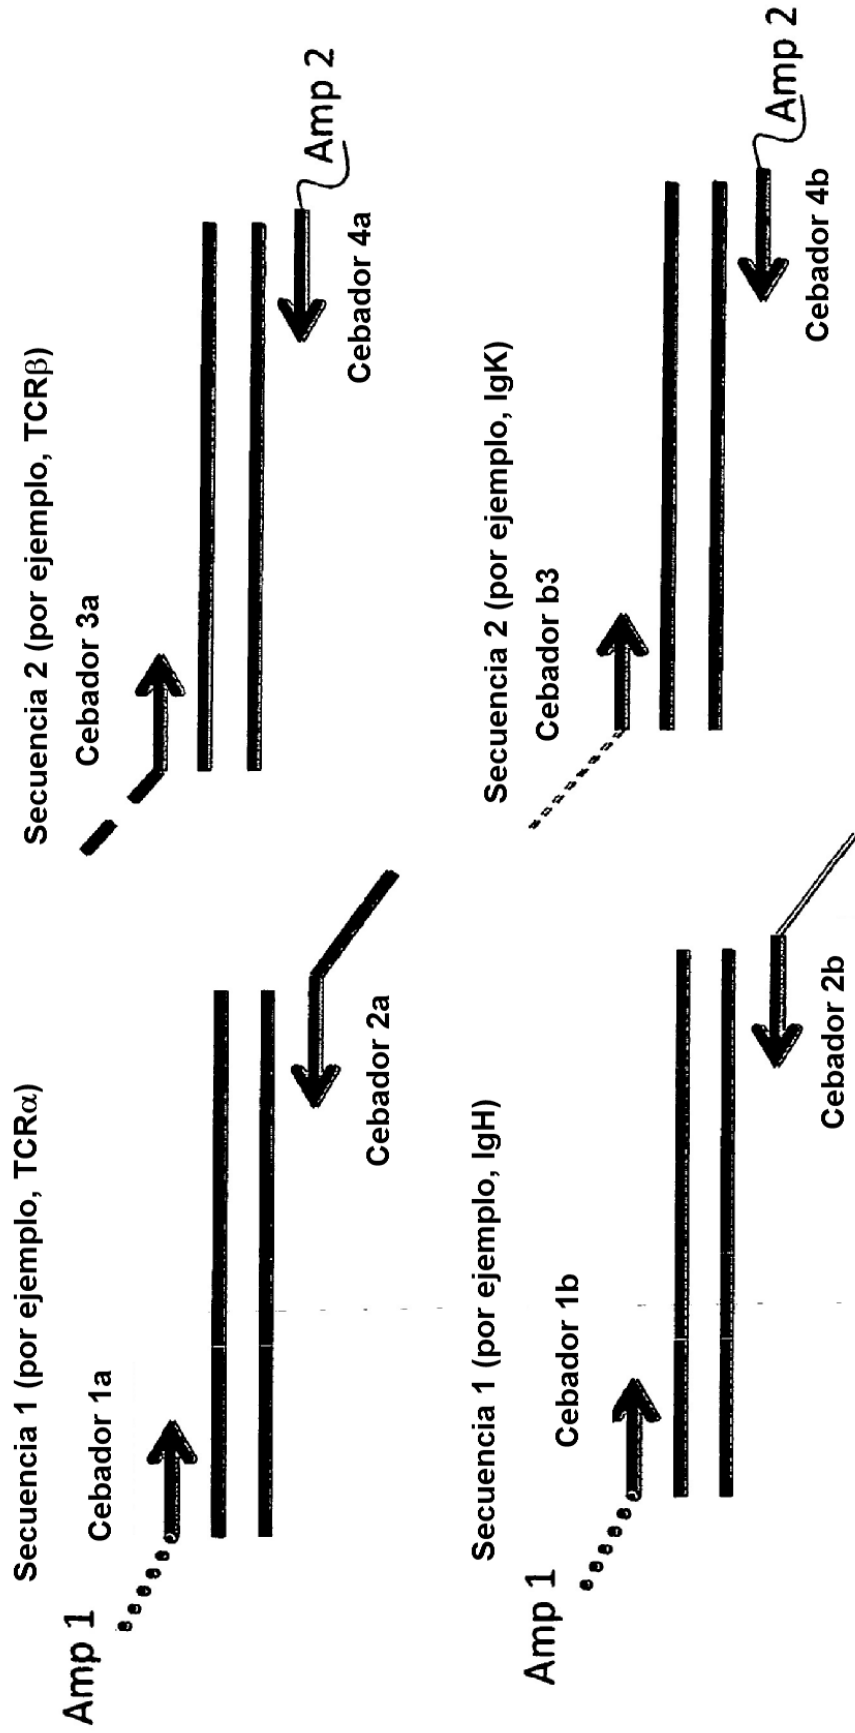 Secuencia 1 (por ejemplo, TCRα)
Amp 1
Cebador 1a
Cebador 2a
Secuencia 2 (por ejemplo, TCRβ)
Cebador 3a
Cebador 4a
Amp 2
Secuencia 1 (por ejemplo, IgH)
Amp 1
Cebador 1b
Cebador 2b
Secuencia 2 (por ejemplo, IgK)
Cebador b3
Cebador 4b
Amp 2